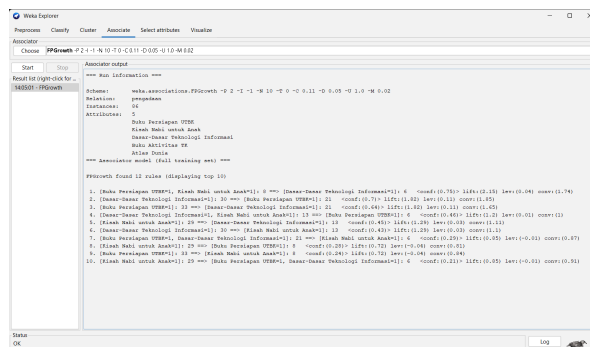 Weka Explorer
Preprocess Classify Cluster Associate Select attributes Visualize
Associator
Choose FPGrowth -P 2 -I -1 -N 10 -T 0 -C 0.11 -D 0.05 -U 1.0 -M 0.02
Start Stop
Associator output
Result list (right-click for ...
14:05:01 - FPGrowth
=== Run information ===
Scheme: weka.associations.FPGrowth -P 2 -I -1 -N 10 -T 0 -C 0.11 -D 0.05 -U 1.0 -M 0.02
Relation: pengadaan
Instances: 86
Attributes: 5
Buku Persiapan UTBK
Kisah Nabi untuk Anak
Dasar-Dasar Teknologi Informasi
Buku Aktivitas TK
Atlas Dunia
=== Associator model (full training set) ===
FPGrowth found 12 rules (displaying top 10)
1. [Buku Persiapan UTBK=1, Kisah Nabi untuk Anak=1]: 8 ==> [Dasar-Dasar Teknologi Informasi=1]: 6 <conf:(0.75)> lift:(2.15) lev:(0.04) conv:(1.74)
2. [Dasar-Dasar Teknologi Informasi=1]: 30 ==> [Buku Persiapan UTBK=1]: 21 <conf:(0.7)> lift:(1.82) lev:(0.11) conv:(1.85)
3. [Buku Persiapan UTBK=1]: 33 ==> [Dasar-Dasar Teknologi Informasi=1]: 21 <conf:(0.64)> lift:(1.82) lev:(0.11) conv:(1.65)
4. [Dasar-Dasar Teknologi Informasi=1, Kisah Nabi untuk Anak=1]: 13 ==> [Buku Persiapan UTBK=1]: 6 <conf:(0.46)> lift:(1.2) lev:(0.01) conv:(1)
5. [Kisah Nabi untuk Anak=1]: 29 ==> [Dasar-Dasar Teknologi Informasi=1]: 13 <conf:(0.45)> lift:(1.29) lev:(0.03) conv:(1.11)
6. [Dasar-Dasar Teknologi Informasi=1]: 30 ==> [Kisah Nabi untuk Anak=1]: 13 <conf:(0.43)> lift:(1.29) lev:(0.03) conv:(1.1)
7. [Buku Persiapan UTBK=1, Dasar-Dasar Teknologi Informasi=1]: 21 ==> [Kisah Nabi untuk Anak=1]: 6 <conf:(0.29)> lift:(0.85) lev:(-0.01) conv:(0.87)
8. [Kisah Nabi untuk Anak=1]: 29 ==> [Buku Persiapan UTBK=1]: 8 <conf:(0.28)> lift:(0.72) lev:(-0.04) conv:(0.81)
9. [Buku Persiapan UTBK=1]: 33 ==> [Kisah Nabi untuk Anak=1]: 8 <conf:(0.24)> lift:(0.72) lev:(-0.04) conv:(0.84)
10. [Kisah Nabi untuk Anak=1]: 29 ==> [Buku Persiapan UTBK=1, Dasar-Dasar Teknologi Informasi=1]: 6 <conf:(0.21)> lift:(0.85) lev:(-0.01) conv:(0.91)
Status
OK
Log